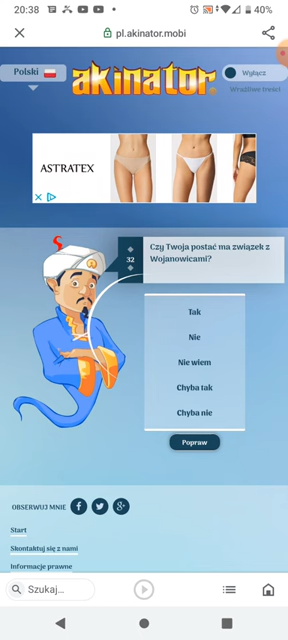 20:38
40%
pl.akinator.mobi
Polski
akinator.
Wyłącz
Wrażliwe treści
ASTRATEX
32
Czy Twoja postać ma związek z
Wojanowicami?
Tak
Nie
Nie wiem
Chyba tak
Chyba nie
Popraw
OBSERWUJ MNIE
Start
Skontaktuj się z nami
Informacje prawne
Szukaj...